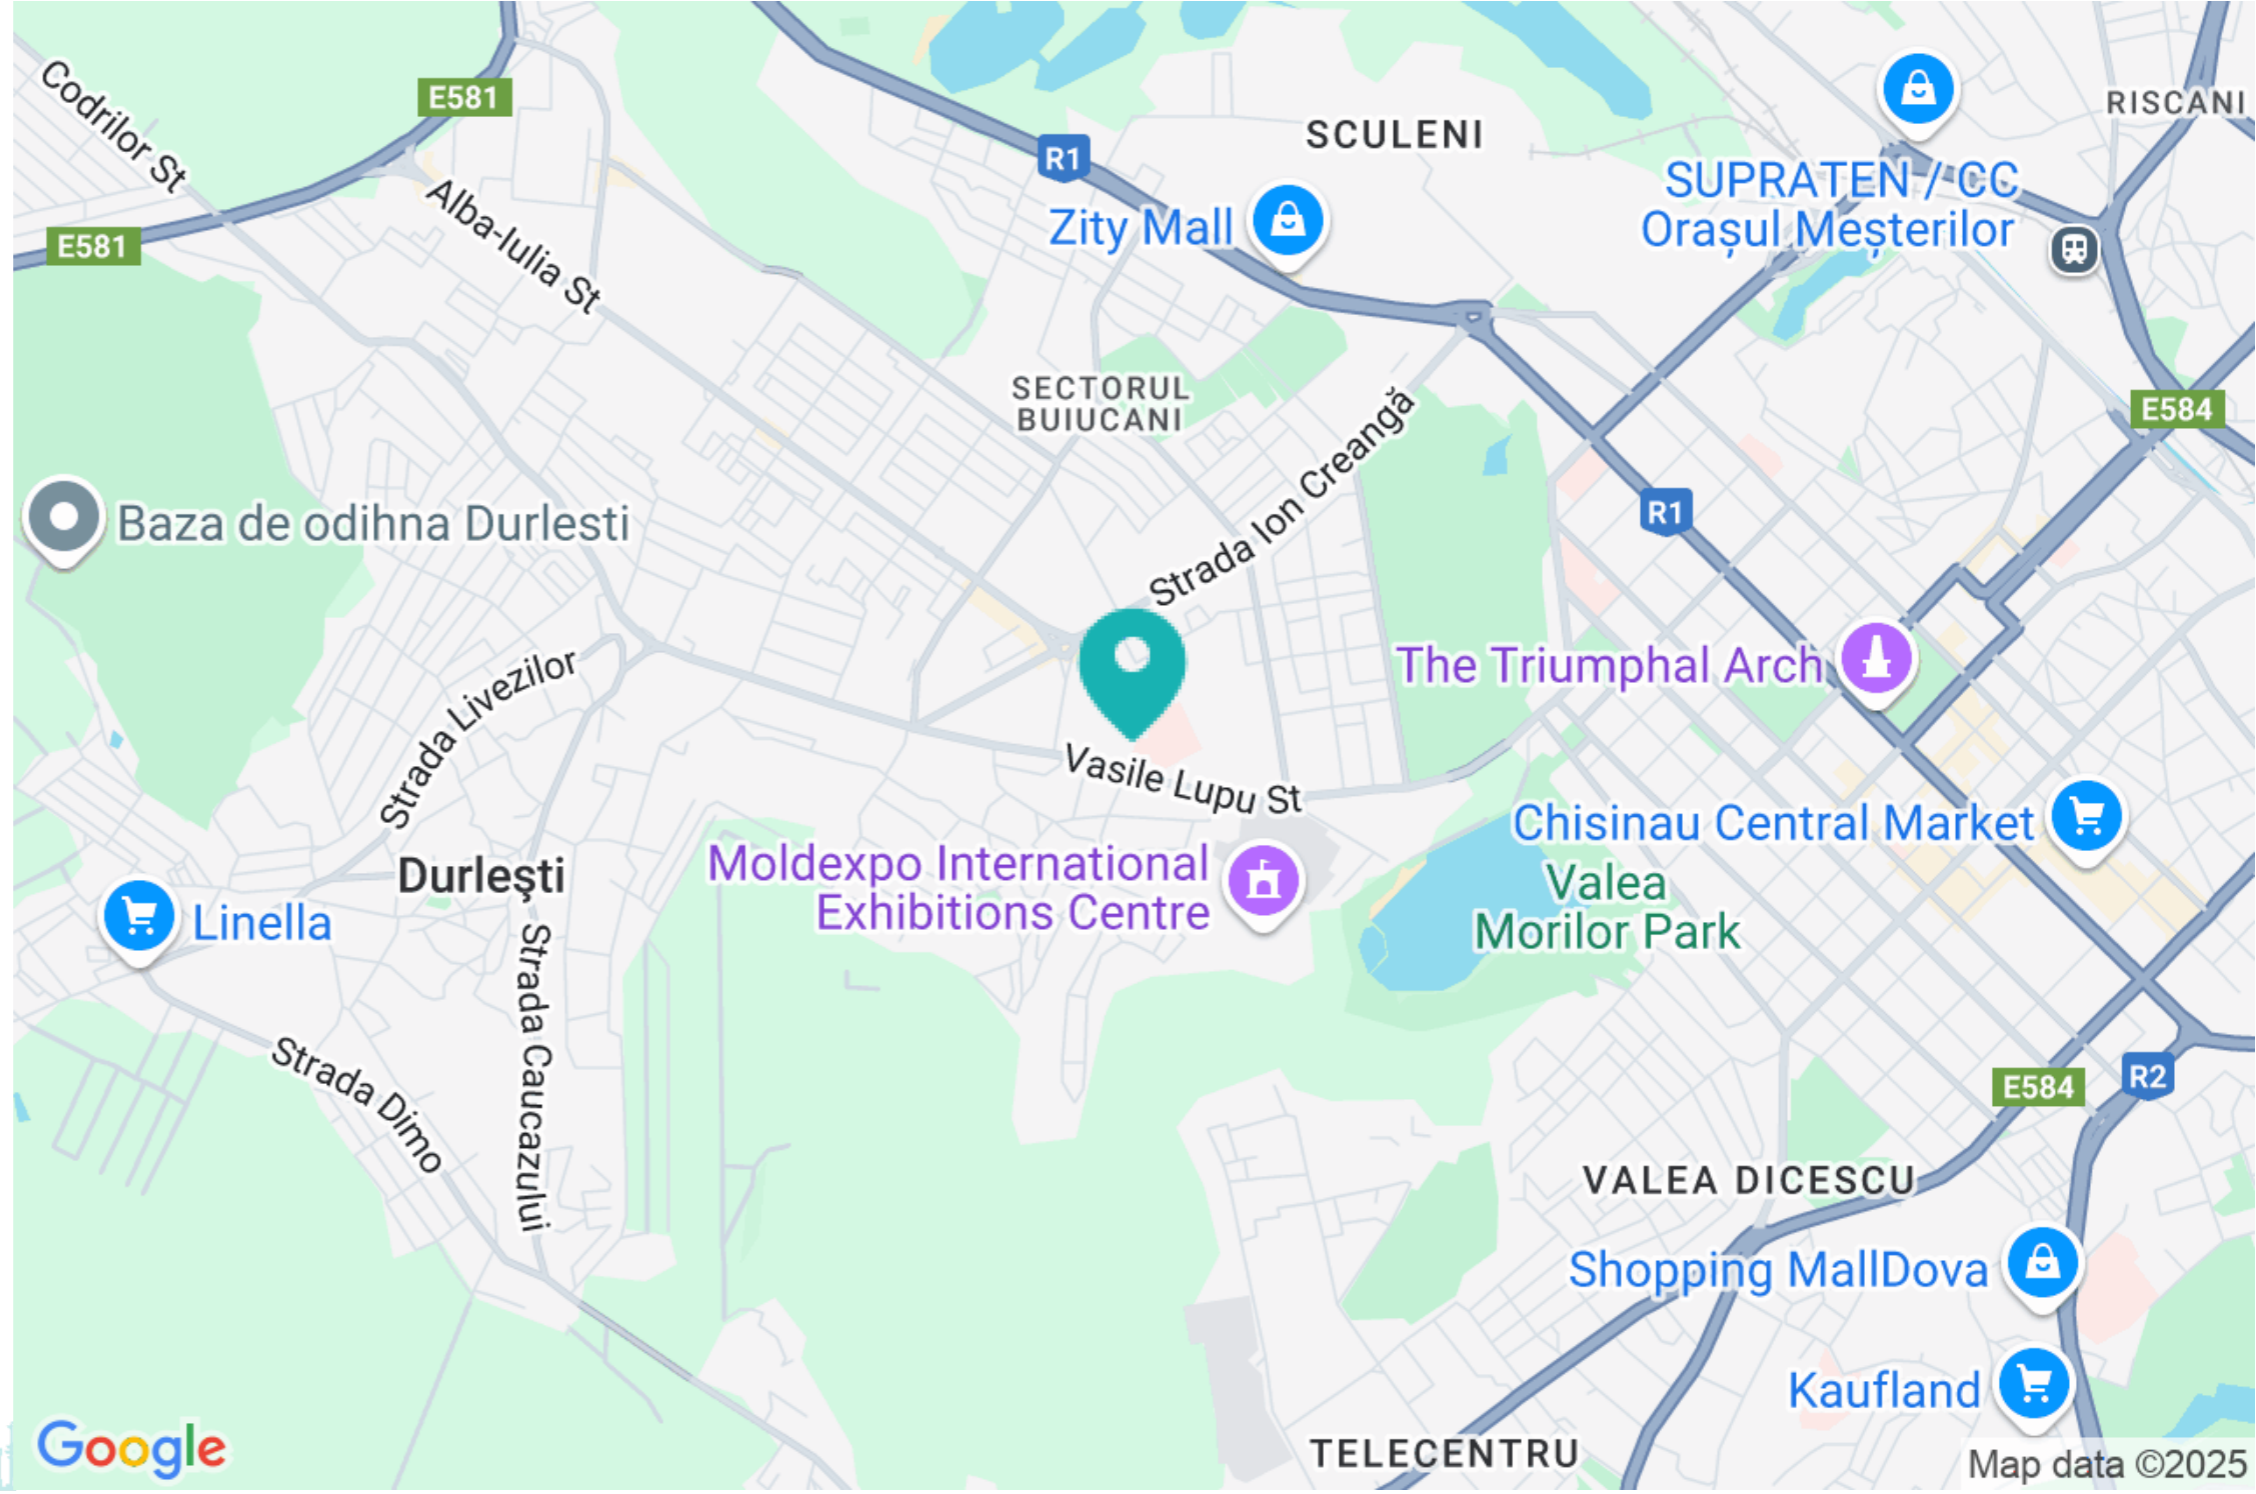 Codrilor St
E581
R1
SCULENI
RISCANI
SUPRATEN / CC
Orașul Meșterilor
Zity Mall
E581
Alba-Iulia St
SECTORUL
BUIUCANI
E584
Strada Ion Creangă
R1
Baza de odihna Durlesti
Strada Livezilor
The Triumphal Arch
Vasile Lupu St
Chisinau Central Market
Durleşti
Moldexpo International
Exhibitions Centre
Valea
Morilor Park
Linella
Strada Caucazului
Strada Dimo
E584
R2
VALEA DICESCU
Shopping MallDova
Kaufland
TELECENTRU
Google
Map data ©2025